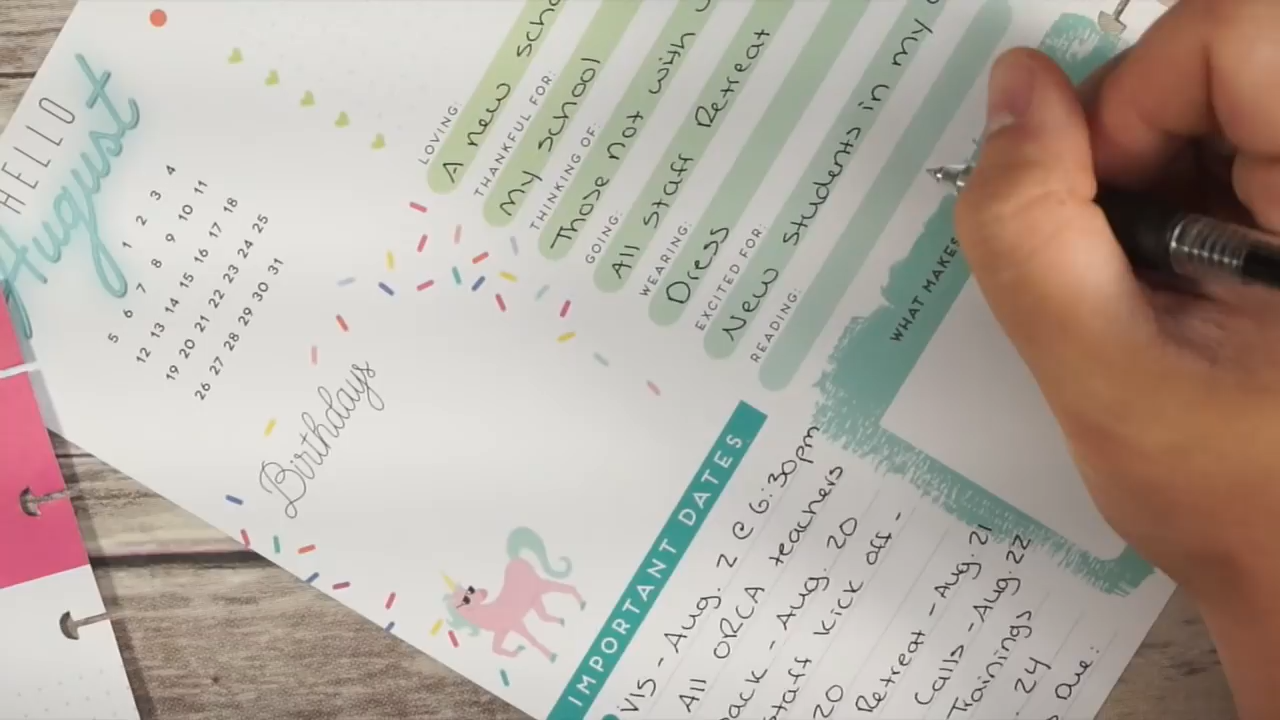 HELLO
August
1 2 3 4
5 6 7 8 9 10 11
12 13 14 15 16 17 18
19 20 21 22 23 24 25
26 27 28 29 30 31
Birthdays
LOVING:
A new
THANKFUL FOR:
My school
THINKING OF:
Those not with
GOING:
All Staff Retreat
WEARING:
Dress
EXCITED FOR:
New students in my
READING:
WHAT MAKES
IMPORTANT DATES
VIS - Aug. 2 @ 6:30pm
All ORCA teachers
- Aug. 20
Staff kick off -
20
Retreat - Aug. 21
Calls - Aug. 22
Trainings
24
Due: